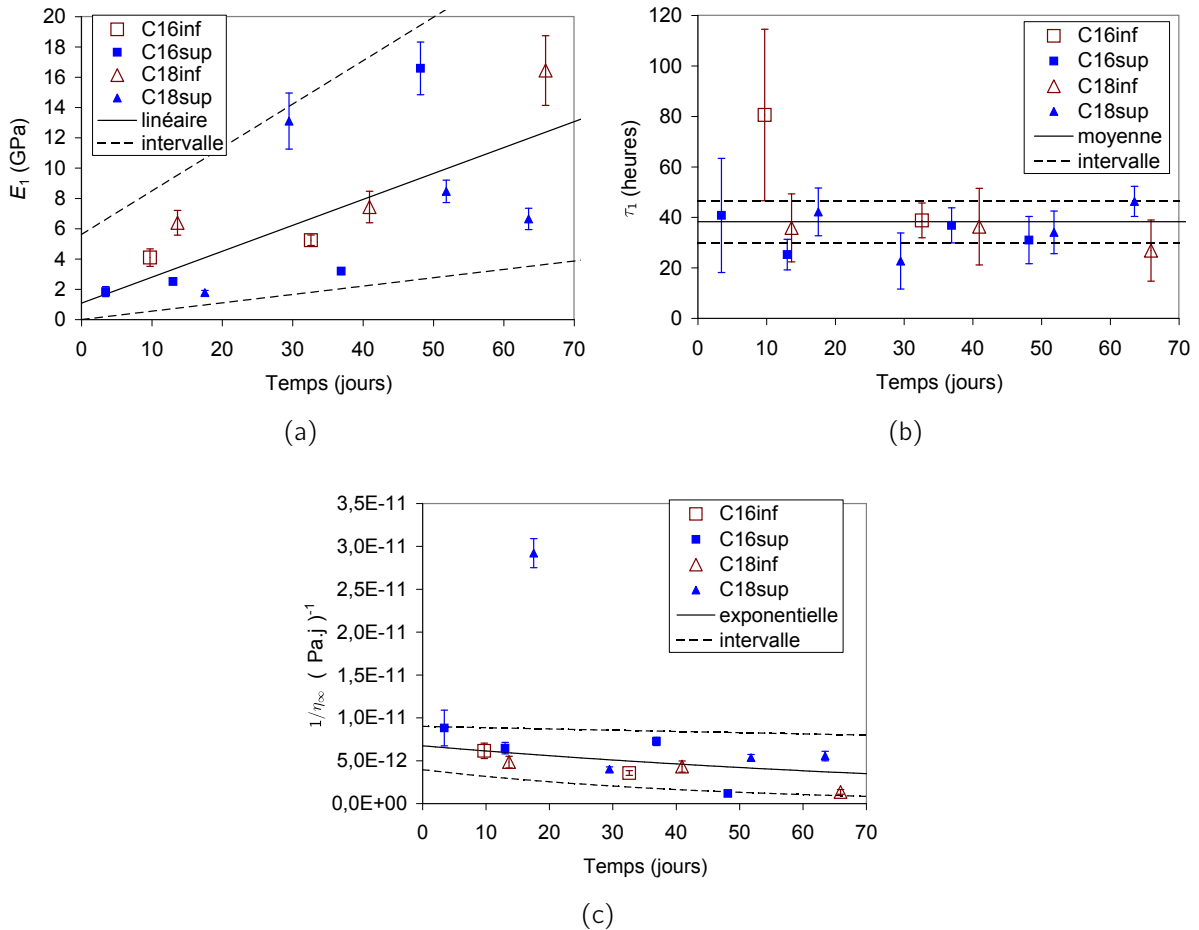 20
18
16
14
12
10
8
6
4
2
0
E₁ (GPa)
C16inf
C16sup
C18inf
C18sup
linéaire
intervalle
0 10 20 30 40 50 60 70
Temps (jours)
(a)
120
100
80
60
40
20
0
τ₁ (heures)
C16inf
C16sup
C18inf
C18sup
moyenne
intervalle
0 10 20 30 40 50 60 70
Temps (jours)
(b)
3,5E-11
3,0E-11
2,5E-11
2,0E-11
1,5E-11
1,0E-11
5,0E-12
0,0E+00
1/η∞ ( Pa.j )⁻¹
C16inf
C16sup
C18inf
C18sup
exponentielle
intervalle
0 10 20 30 40 50 60 70
Temps (jours)
(c)